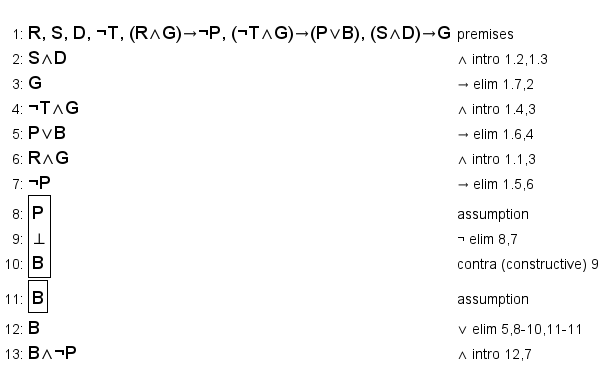 1: R, S, D, ¬T, (R∧G)→¬P, (¬T∧G)→(P∨B), (S∧D)→G premises
2: S∧D ∧ intro 1.2,1.3
3: G → elim 1.7,2
4: ¬T∧G ∧ intro 1.4,3
5: P∨B → elim 1.6,4
6: R∧G ∧ intro 1.1,3
7: ¬P → elim 1.5,6
8: P assumption
9: ⊥ ¬ elim 8,7
10: B contra (constructive) 9
11: B assumption
12: B ∨ elim 5,8-10,11-11
13: B∧¬P ∧ intro 12,7